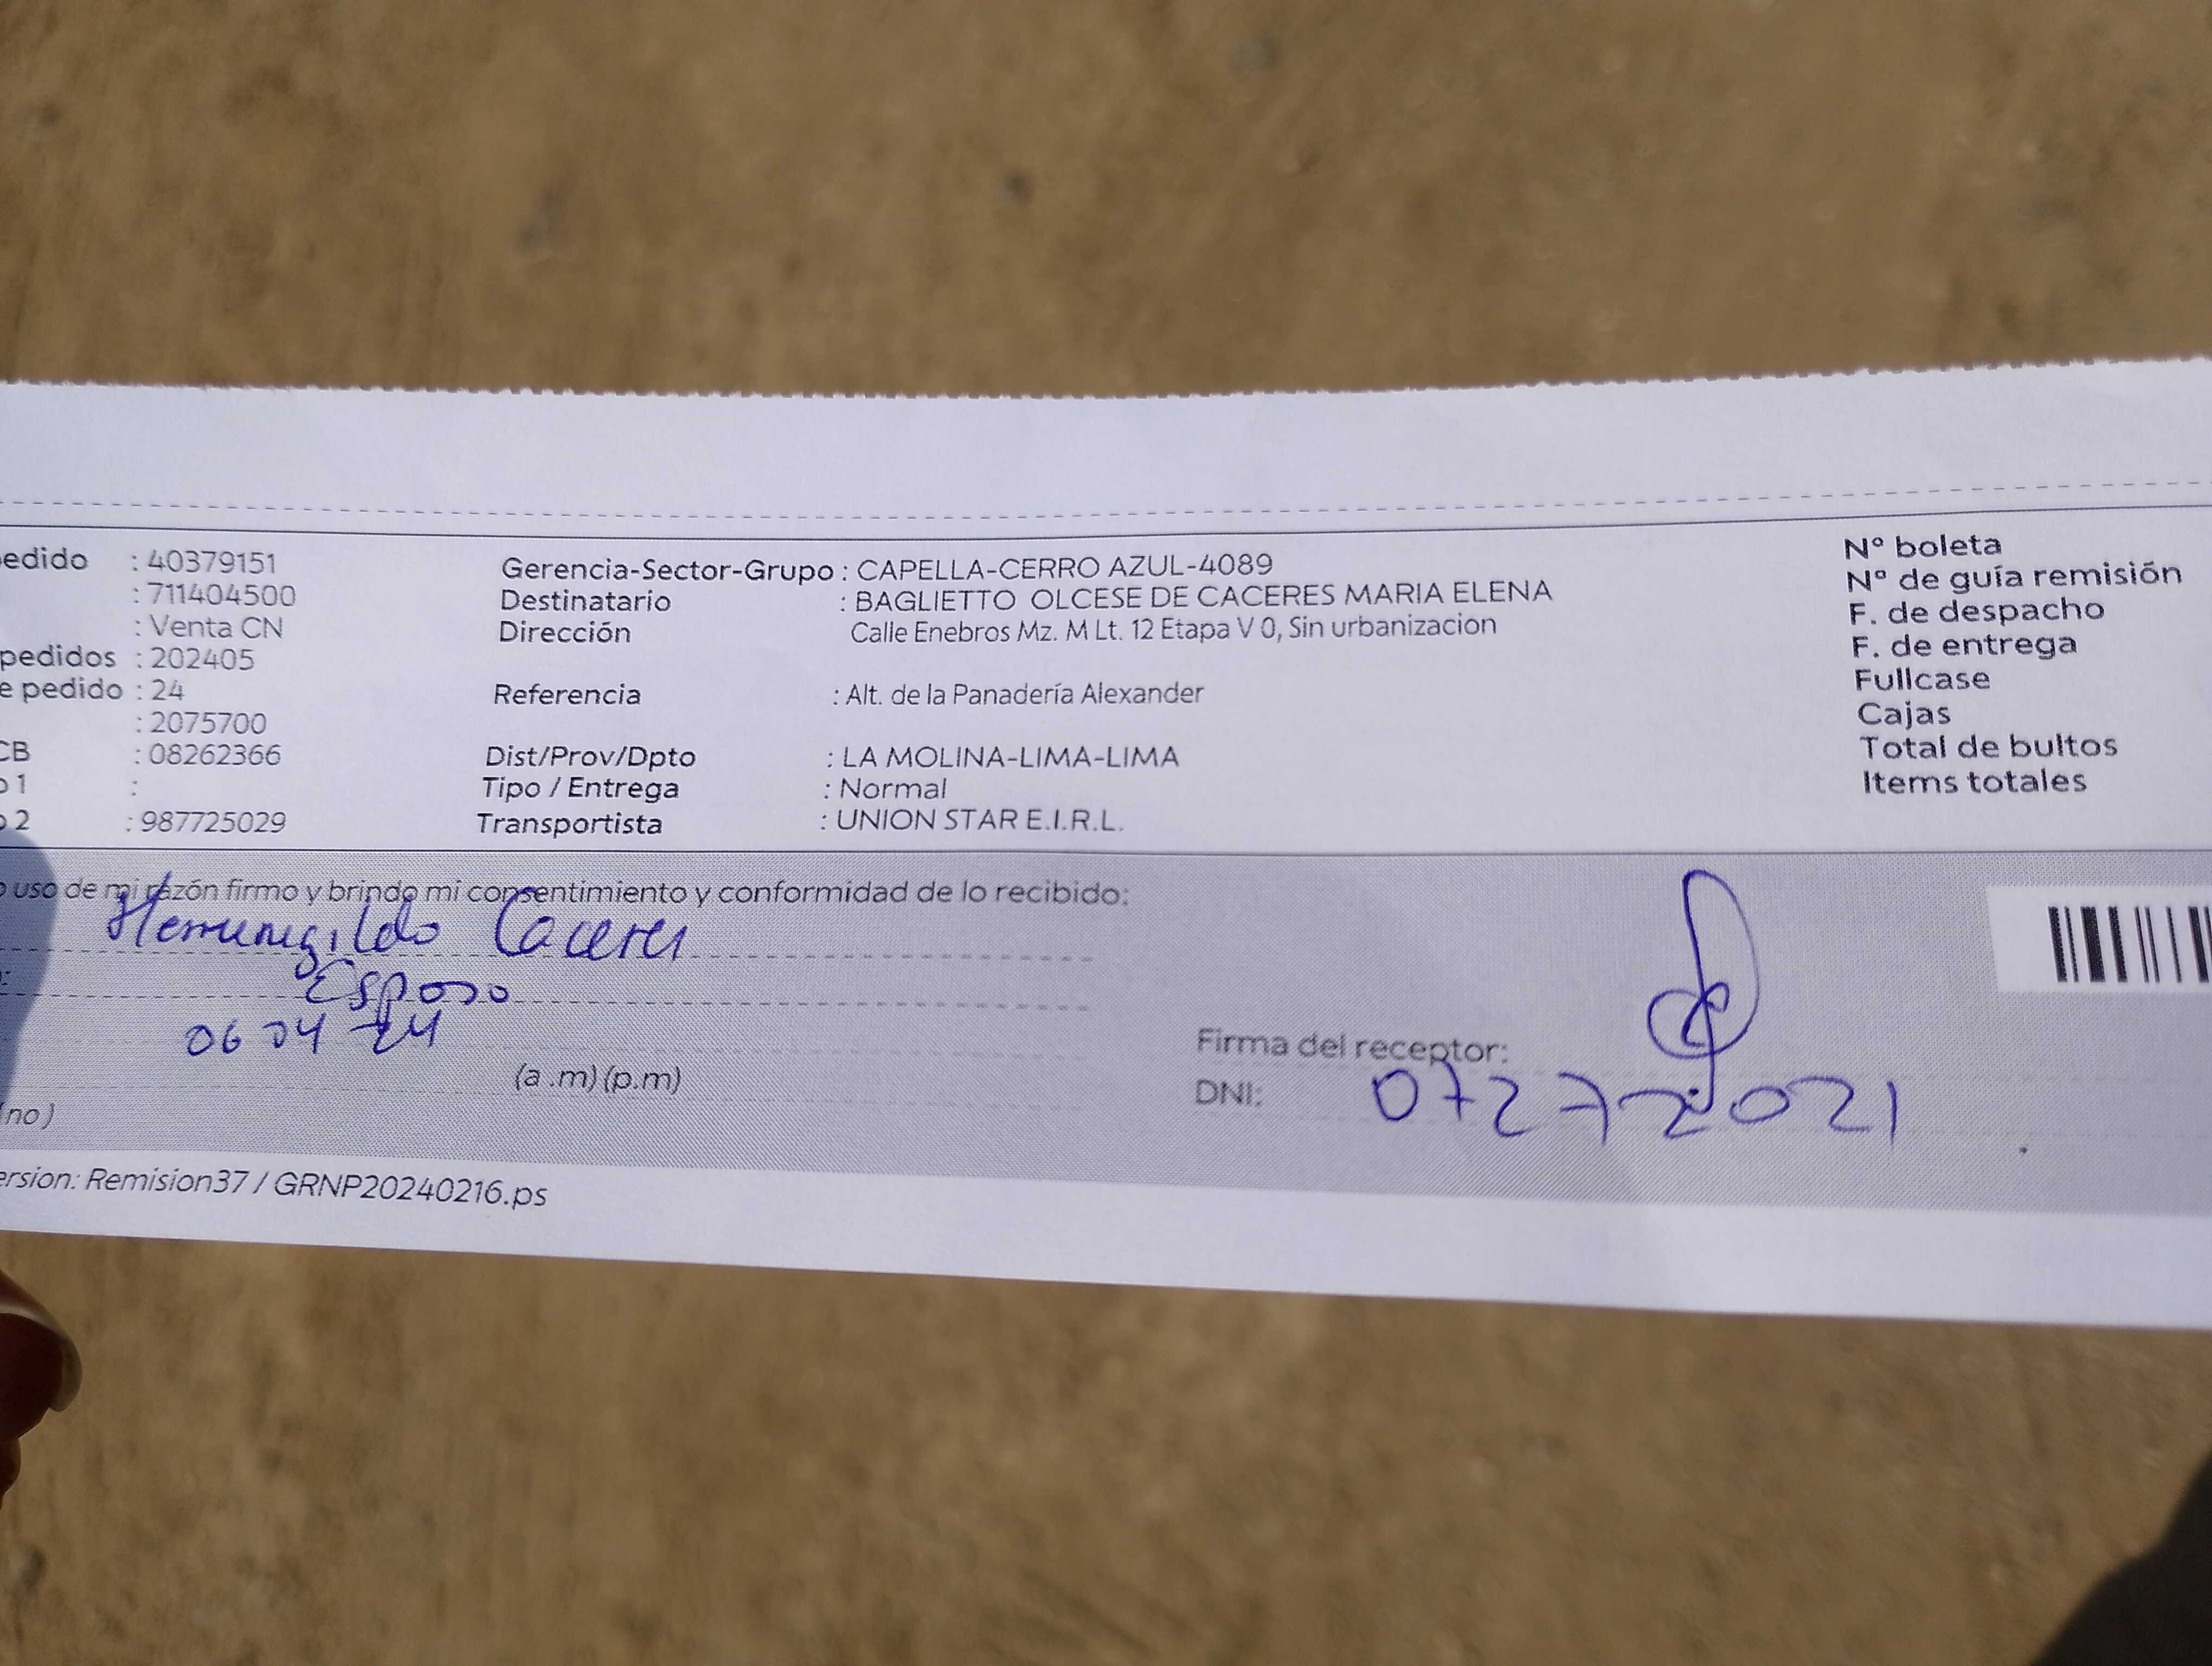 edido : 40379151
: 711404500
: Venta CN
pedidos : 202405
e pedido : 24
: 2075700
CB : 08262366
o 1 :
o 2 : 987725029
Gerencia-Sector-Grupo : CAPELLA-CERRO AZUL-4089
Destinatario : BAGLIETTO OLCESE DE CACERES MARIA ELENA
Dirección Calle Enebros Mz. M Lt. 12 Etapa V 0, Sin urbanizacion
Referencia : Alt. de la Panadería Alexander
Dist/Prov/Dpto : LA MOLINA-LIMA-LIMA
Tipo / Entrega : Normal
Transportista : UNION STAR E.I.R.L.
Nº boleta
Nº de guía remisión
F. de despacho
F. de entrega
Fullcase
Cajas
Total de bultos
Items totales
o uso de mi razón firmo y brindo mi consentimiento y conformidad de lo recibido:
Hermenegildo Caceres
Esposo
06 04 24
(a .m) (p.m)
(no)
Firma del receptor:
DNI: 07272021
ersion: Remision37 / GRNP20240216.ps